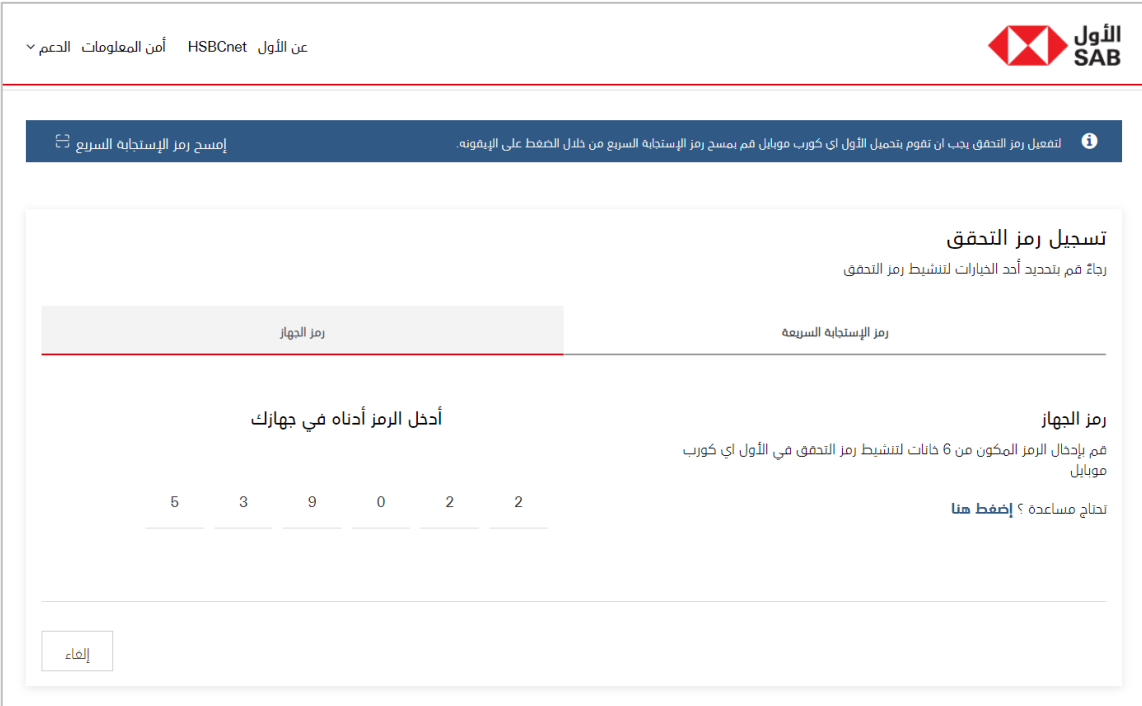 الأول
SAB
عن الأول HSBCnet أمن المعلومات الدعم
لتفعيل رمز التحقق يجب ان تقوم بتحميل الأول اي كورب موبايل قم بمسح رمز الإستجابة السريع من خلال الضغط على الإيقونه.
إمسح رمز الإستجابة السريع
تسجيل رمز التحقق
رجاءً قم بتحديد أحد الخيارات لتنشيط رمز التحقق
رمز الإستجابة السريعة
رمز الجهاز
رمز الجهاز
قم بإدخال الرمز المكون من 6 خانات لتنشيط رمز التحقق في الأول اي كورب
موبايل
تحتاج مساعدة ؟ إضغط هنا
أدخل الرمز أدناه في جهازك
5 3 9 0 2 2
إلغاء